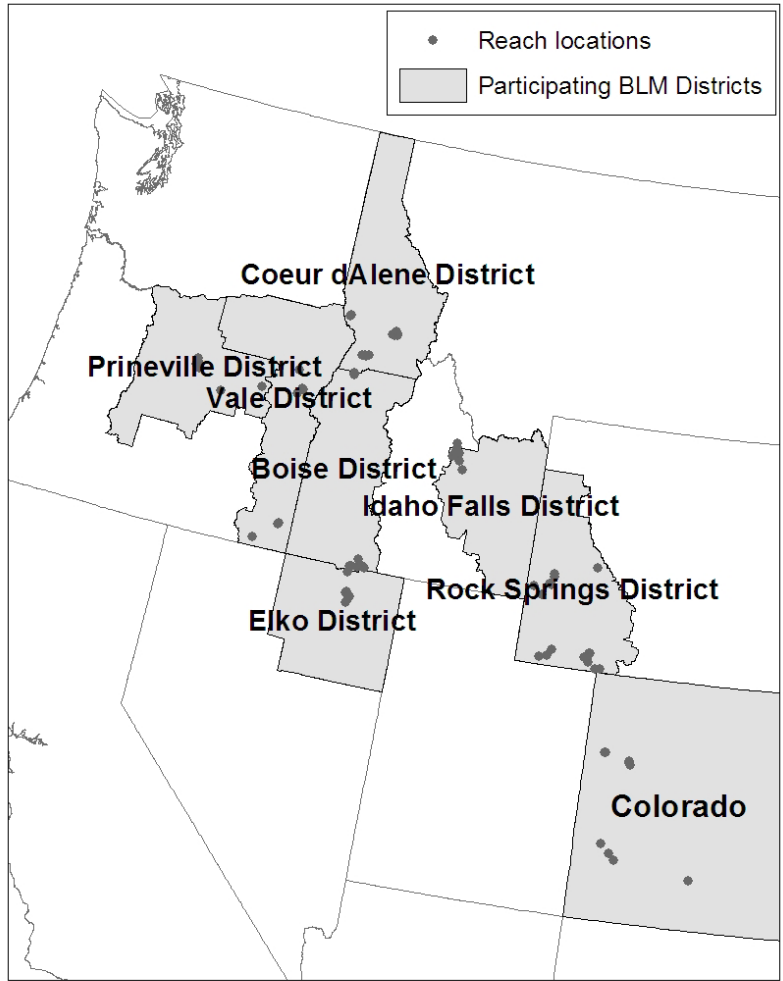 Reach locations
Participating BLM Districts
Coeur dAlene District
Prineville District
Vale District
Boise District
Idaho Falls District
Rock Springs District
Elko District
Colorado